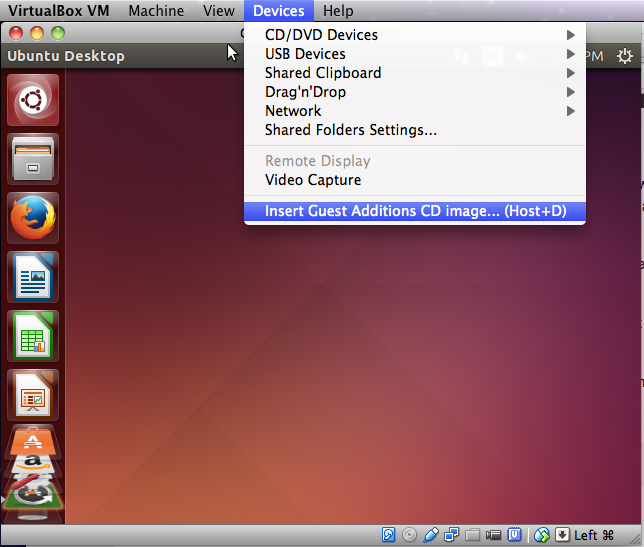 VirtualBox VM Machine View Devices Help
Ubuntu Desktop
PM
CD/DVD Devices
USB Devices
Shared Clipboard
Drag'n'Drop
Network
Shared Folders Settings...
Remote Display
Video Capture
Insert Guest Additions CD image... (Host+D)
Left ⌘